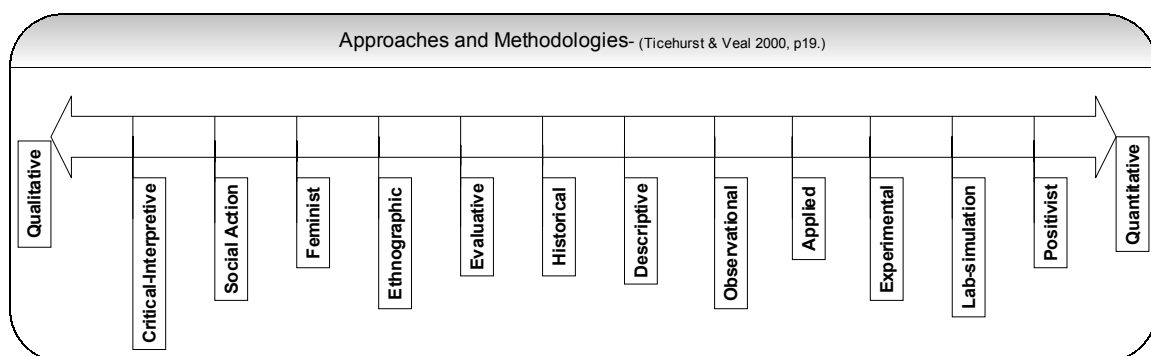 Approaches and Methodologies- (Ticehurst & Veal 2000, p19.)
Qualitative
Critical-Interpretive
Social Action
Feminist
Ethnographic
Evaluative
Historical
Descriptive
Observational
Applied
Experimental
Lab-simulation
Positivist
Quantitative